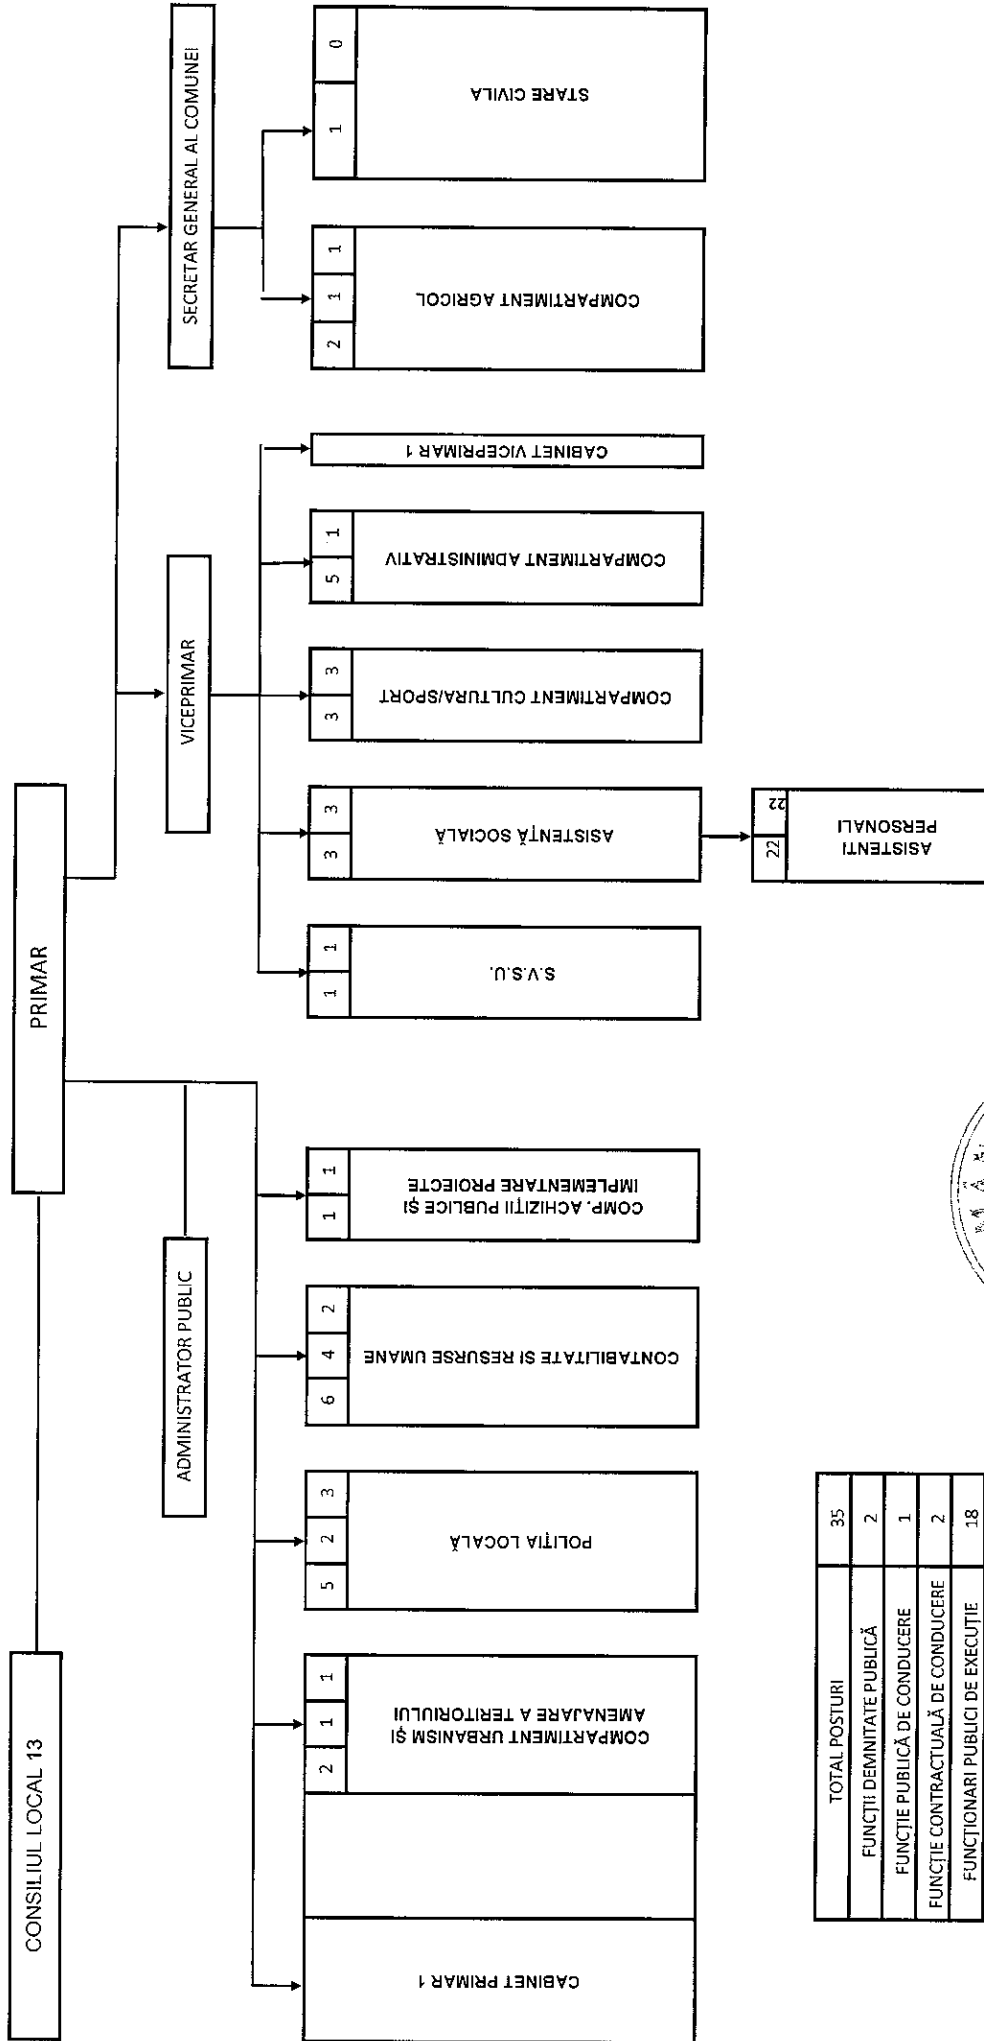 CONSILIUL LOCAL 13
PRIMAR
ADMINISTRATOR PUBLIC
VICEPRIMAR
SECRETAR GENERAL AL COMUNEI
CABINET PRIMAR 1
2 1 1
COMPARTIMENT URBANISM ȘI
AMENAJARE A TERITORIULUI
5 2 3
POLIȚIA LOCALĂ
6 4 2
CONTABILITATE SI RESURSE UMANE
1 1
COMP. ACHIZIȚII PUBLICE ȘI
IMPLEMENTARE PROIECTE
1 1
S.V.S.U.
3 3
ASISTENȚĂ SOCIALĂ
3 3
COMPARTIMENT CULTURA/SPORT
5 1
COMPARTIMENT ADMINISTRATIV
CABINET VICEPRIMAR 1
2 1 1
COMPARTIMENT AGRICOL
1 0
STARE CIVILA
22 22
ASISTENTI
PERSONALI
TOTAL POSTURI 35
FUNCȚII DEMNITATE PUBLICĂ 2
FUNCȚIE PUBLICĂ DE CONDUCERE 1
FUNCȚIE CONTRACTUALĂ DE CONDUCERE 2
FUNCȚIONARI PUBLICI DE EXECUȚIE 18